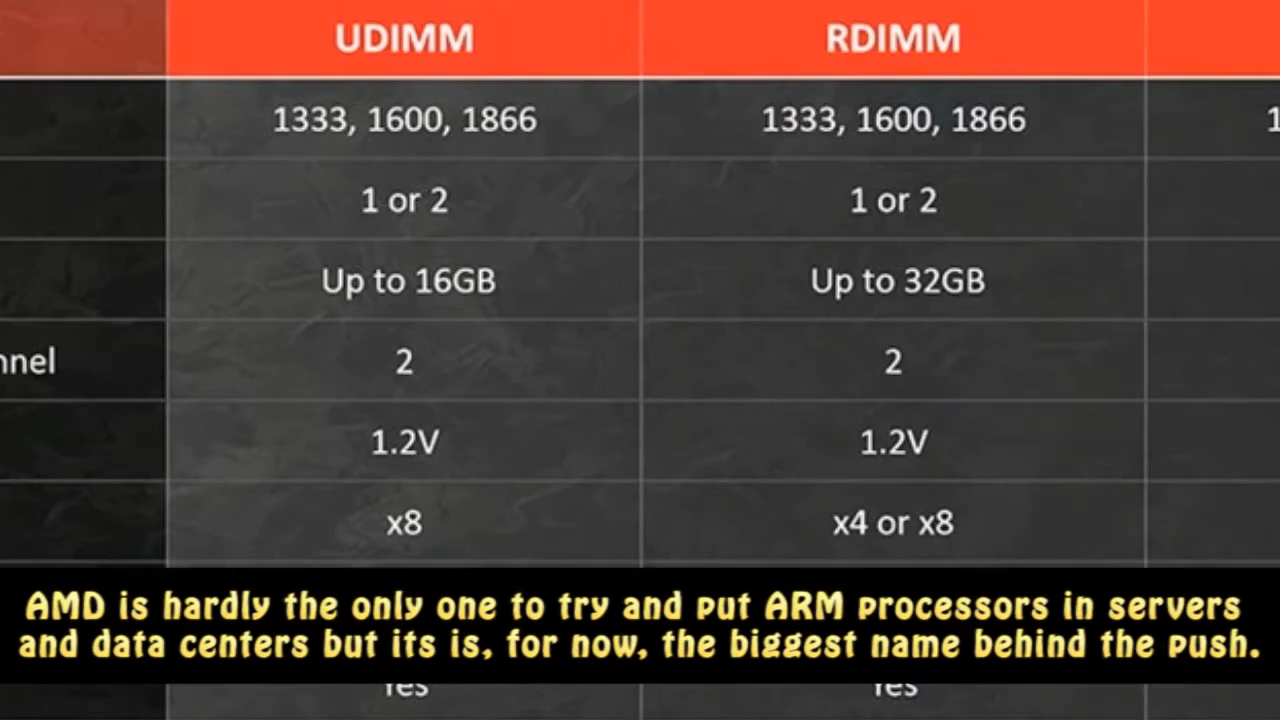 UDIMM RDIMM
1333, 1600, 1866 1333, 1600, 1866 1
1 or 2 1 or 2
Up to 16GB Up to 32GB
nnel 2 2
1.2V 1.2V
x8 x4 or x8
AMD is hardly the only one to try and put ARM processors in servers
and data centers but its is, for now, the biggest name behind the push.
Yes Yes